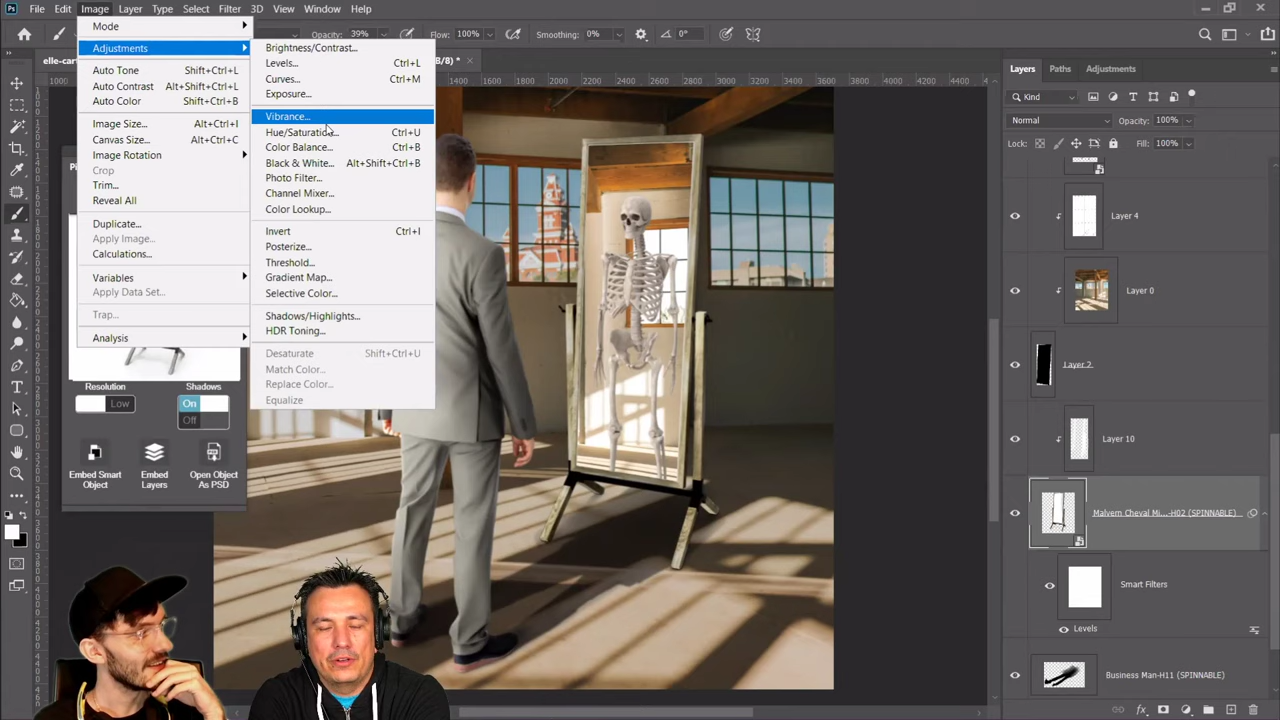 Ps File Edit Image Layer Type Select Filter 3D View Window Help
Opacity: 39% Flow: 100% Smoothing: 0% 0°
elle-cart
/8) *
1000 1400 1600 1800 2000 2200 2400 2600 2800 3000 3200 3400 3600 3800 4000
Mode
Adjustments
Auto Tone Shift+Ctrl+L
Auto Contrast Alt+Shift+Ctrl+L
Auto Color Shift+Ctrl+B
Image Size... Alt+Ctrl+I
Canvas Size... Alt+Ctrl+C
Image Rotation
Crop
Trim...
Reveal All
Duplicate...
Apply Image...
Calculations...
Variables
Apply Data Set...
Trap...
Analysis
Brightness/Contrast...
Levels... Ctrl+L
Curves... Ctrl+M
Exposure...
Vibrance...
Hue/Saturation... Ctrl+U
Color Balance... Ctrl+B
Black & White... Alt+Shift+Ctrl+B
Photo Filter...
Channel Mixer...
Color Lookup...
Invert Ctrl+I
Posterize...
Threshold...
Gradient Map...
Selective Color...
Shadows/Highlights...
HDR Toning...
Desaturate Shift+Ctrl+U
Match Color...
Replace Color...
Equalize
Resolution Shadows
Low On
Off
Embed Smart Object
Embed Layers
Open Object As PSD
Layers Paths Adjustments
Kind
Normal Opacity: 100%
Lock: Fill: 100%
Layer 4
Layer 0
Layer 2
Layer 10
Malvern Cheval Mi...-H02 (SPINNABLE)
Smart Filters
Levels
Business Man-H11 (SPINNABLE)